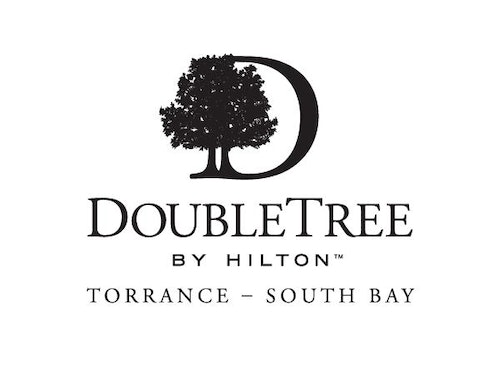 D
DOUBLETREE
BY HILTON™
TORRANCE – SOUTH BAY